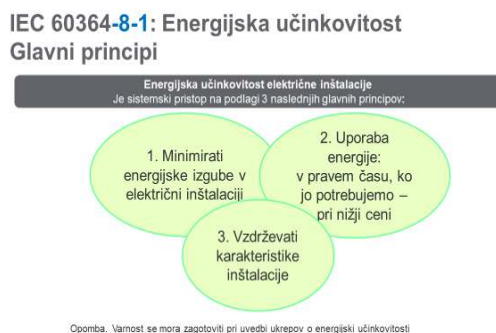 IEC 60364-8-1: Energijska učinkovitost
Glavni principi
Energijska učinkovitost električne inštalacije
Je sistemski pristop na podlagi 3 naslednjih glavnih principov:
1. Minimirati
energijske izgube v
električni inštalaciji
2. Uporaba
energije:
v pravem času, ko
jo potrebujemo –
pri nižji ceni
3. Vzdrževati
karakteristike
inštalacije
Opomba. Varnost se mora zagotoviti pri uvedbi ukrepov o energijski učinkovitosti